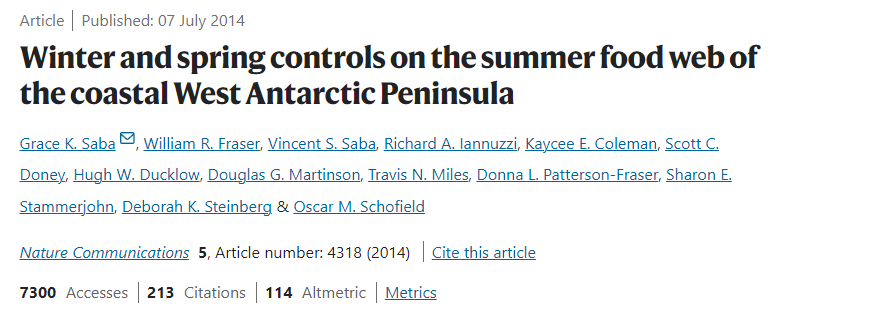 Article | Published: 07 July 2014
Winter and spring controls on the summer food web of
the coastal West Antarctic Peninsula
Grace K. Saba, William R. Fraser, Vincent S. Saba, Richard A. Iannuzzi, Kaycee E. Coleman, Scott C.
Doney, Hugh W. Ducklow, Douglas G. Martinson, Travis N. Miles, Donna L. Patterson-Fraser, Sharon E.
Stammerjohn, Deborah K. Steinberg & Oscar M. Schofield
Nature Communications 5, Article number: 4318 (2014) | Cite this article
7300 Accesses | 213 Citations | 114 Altmetric | Metrics